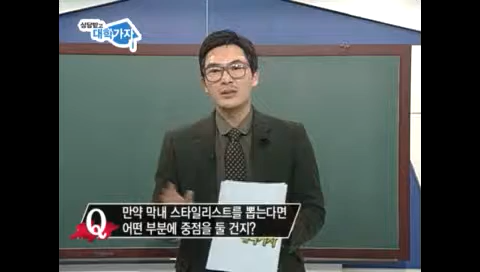 상담받고
대학가자
Q
만약 막내 스타일리스트를 뽑는다면
어떤 부분에 중점을 둘 건지?